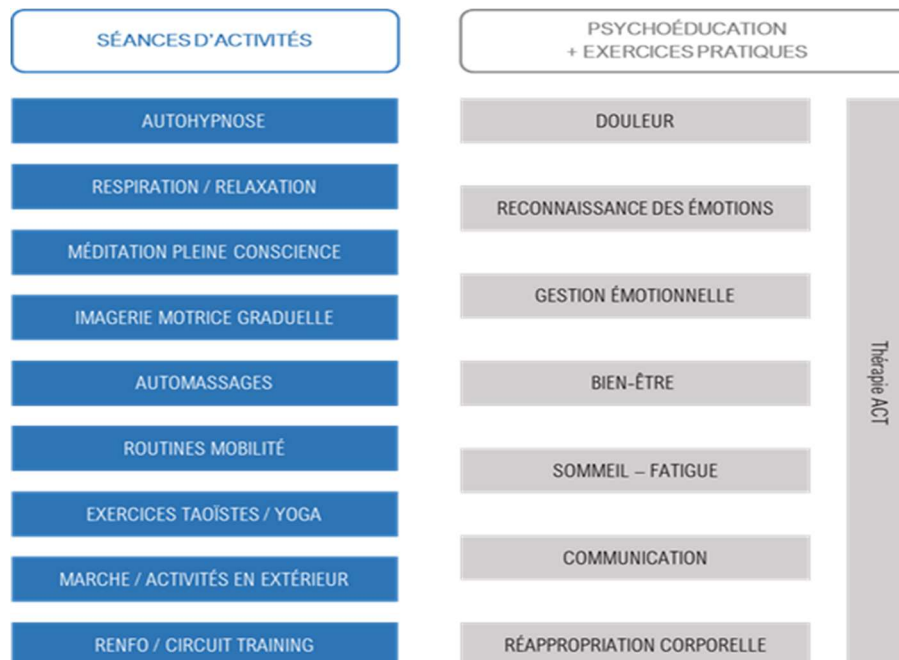 SÉANCES D'ACTIVITÉS
AUTOHYPNOSE
RESPIRATION / RELAXATION
MÉDITATION PLEINE CONSCIENCE
IMAGERIE MOTRICE GRADUELLE
AUTOMASSAGES
ROUTINES MOBILITÉ
EXERCICES TAOÏSTES / YOGA
MARCHE / ACTIVITÉS EN EXTÉRIEUR
RENFO / CIRCUIT TRAINING
PSYCHOÉDUCATION
+ EXERCICES PRATIQUES
DOULEUR
RECONNAISSANCE DES ÉMOTIONS
GESTION ÉMOTIONNELLE
BIEN-ÊTRE
SOMMEIL – FATIGUE
COMMUNICATION
RÉAPPROPRIATION CORPORELLE
Thérapie ACT